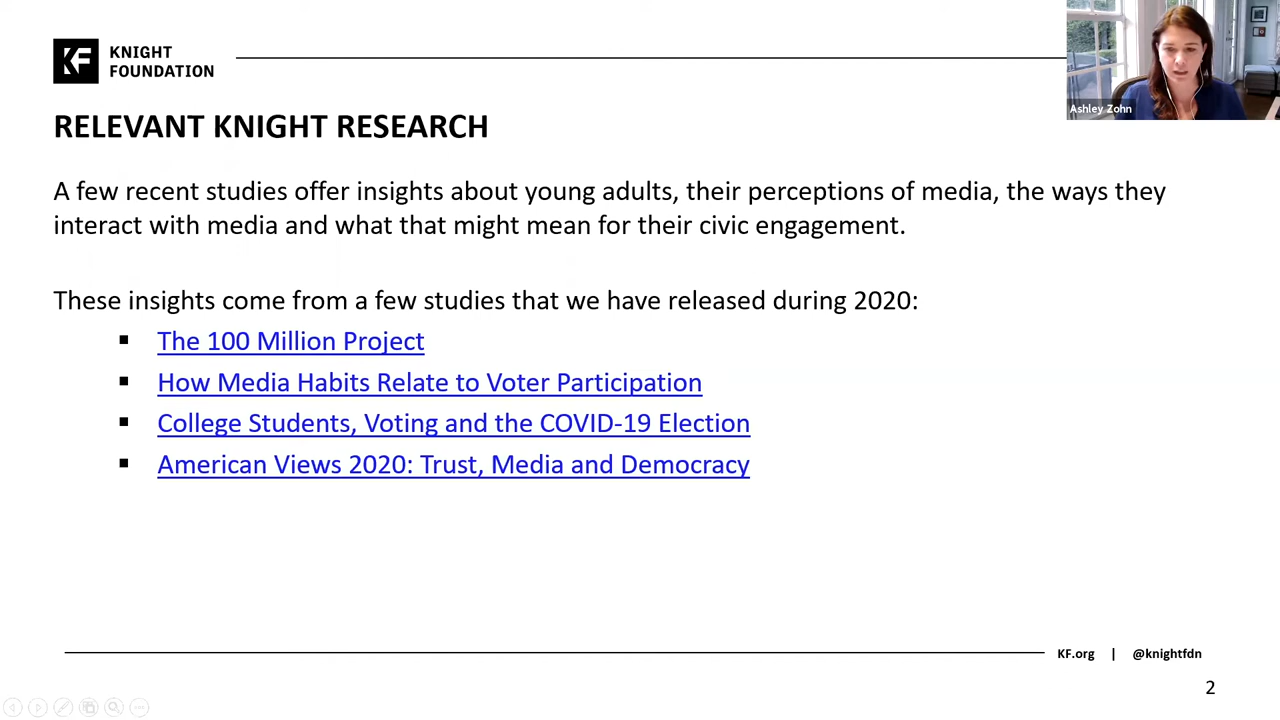 KF KNIGHT
FOUNDATION
Ashley Zohn
RELEVANT KNIGHT RESEARCH
A few recent studies offer insights about young adults, their perceptions of media, the ways they
interact with media and what that might mean for their civic engagement.
These insights come from a few studies that we have released during 2020:
▪ The 100 Million Project
▪ How Media Habits Relate to Voter Participation
▪ College Students, Voting and the COVID-19 Election
▪ American Views 2020: Trust, Media and Democracy
KF.org | @knightfdn
2